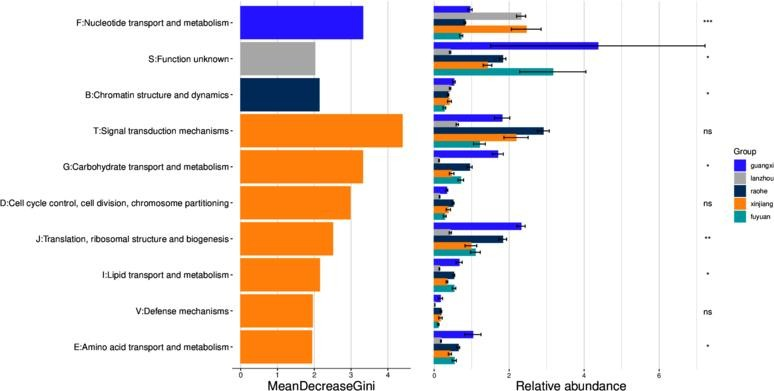 F:Nucleotide transport and metabolism
***
S:Function unknown
*
B:Chromatin structure and dynamics
*
T:Signal transduction mechanisms
ns
G:Carbohydrate transport and metabolism
*
D:Cell cycle control, cell division, chromosome partitioning
ns
J:Translation, ribosomal structure and biogenesis
**
I:Lipid transport and metabolism
*
V:Defense mechanisms
ns
E:Amino acid transport and metabolism
*
Group
guangxi
lanzhou
raohe
xinjiang
fuyuan
0 1 2 3 4
MeanDecreaseGini
0 2 4 6
Relative abundance